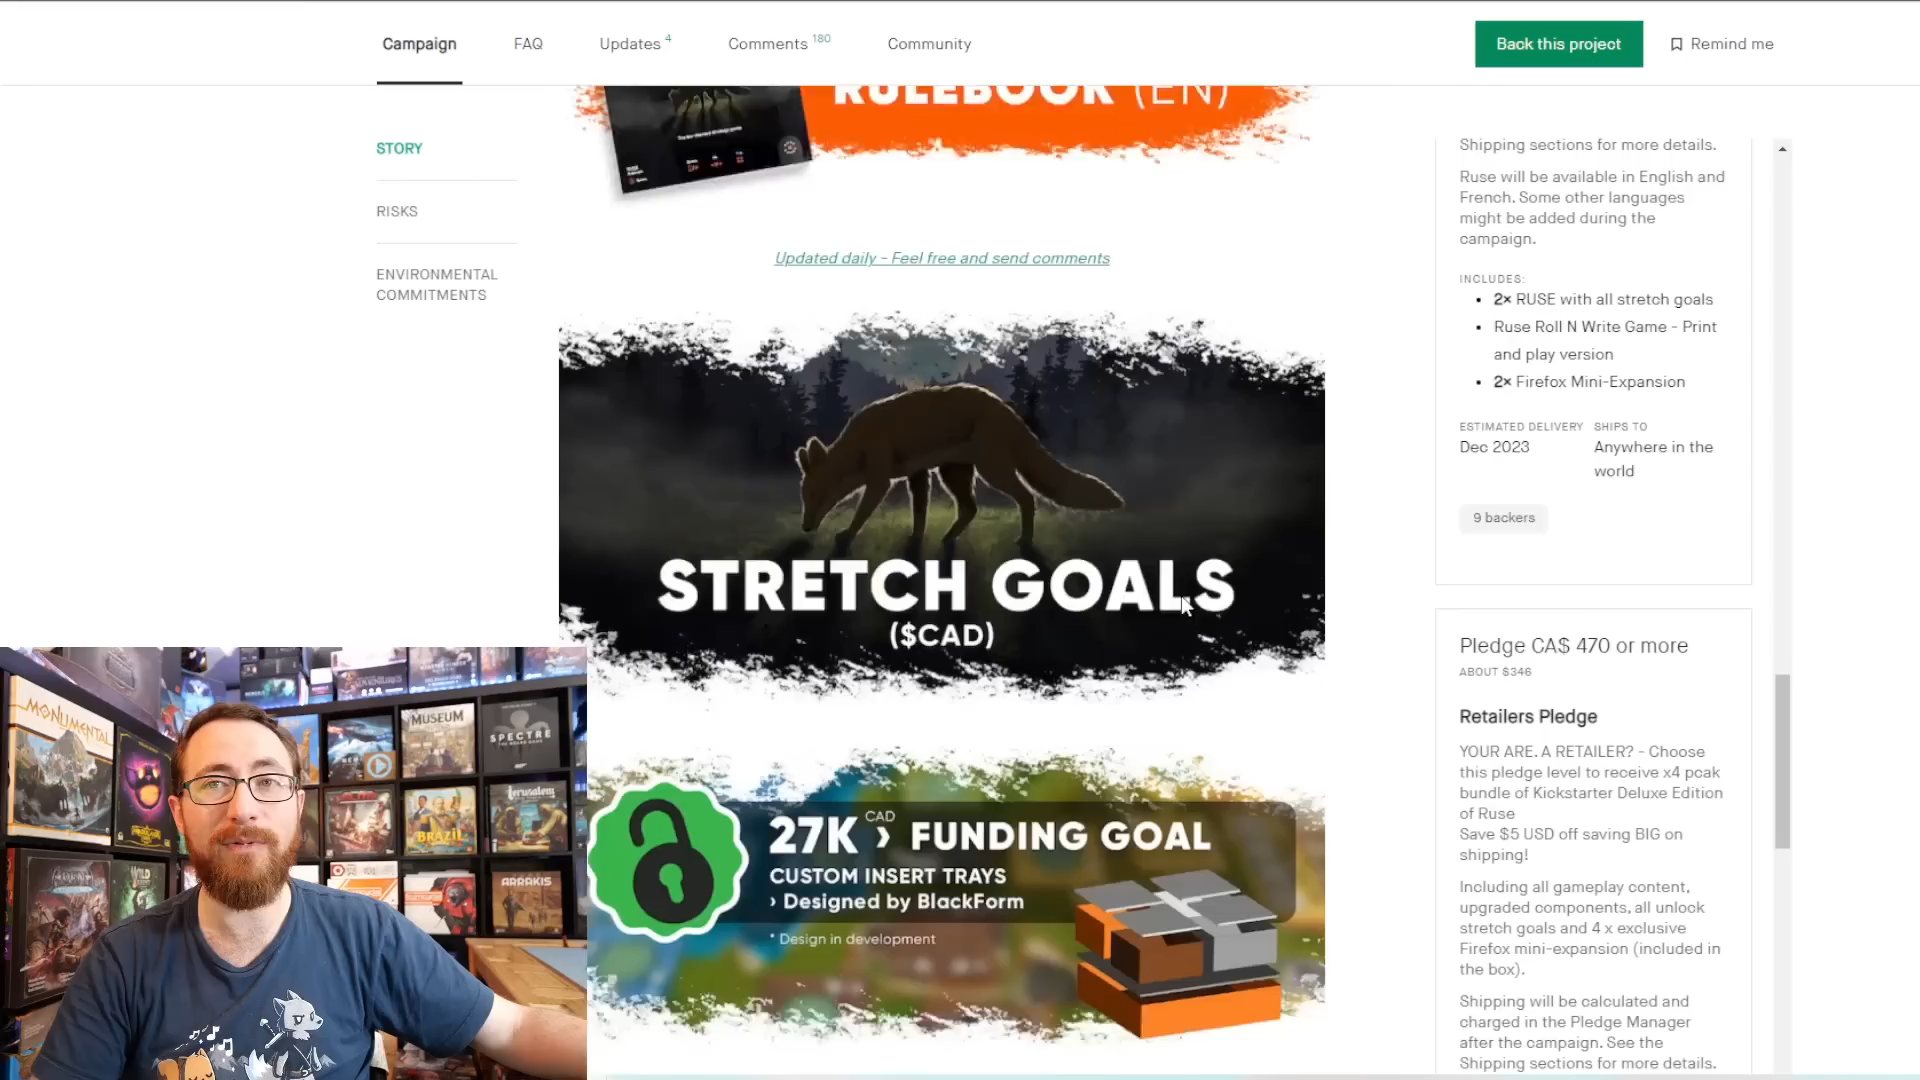 Campaign
FAQ
Updates 4
Comments 180
Community
Back this project
Remind me
RULEBOOK (EN)
STORY
RISKS
ENVIRONMENTAL
COMMITMENTS
Updated daily - Feel free and send comments
STRETCH GOALS
($CAD)
27K CAD › FUNDING GOAL
CUSTOM INSERT TRAYS
› Designed by BlackForm
* Design in development
Shipping sections for more details.
Ruse will be available in English and
French. Some other languages
might be added during the
campaign.
INCLUDES:
• 2× RUSE with all stretch goals
• Ruse Roll N Write Game - Print
and play version
• 2× Firefox Mini-Expansion
ESTIMATED DELIVERY
Dec 2023
SHIPS TO
Anywhere in the
world
9 backers
Pledge CA$ 470 or more
ABOUT $346
Retailers Pledge
YOUR ARE. A RETAILER? - Choose
this pledge level to receive x4 pcak
bundle of Kickstarter Deluxe Edition
of Ruse
Save $5 USD off saving BIG on
shipping!
Including all gameplay content,
upgraded components, all unlock
stretch goals and 4 x exclusive
Firefox mini-expansion (included in
the box).
Shipping will be calculated and
charged in the Pledge Manager
after the campaign. See the
Shipping sections for more details.
MONUMENTAL
MUSEUM
SPECTRE
BRAZIL
Jerusalem
WILD
ARRAKIS